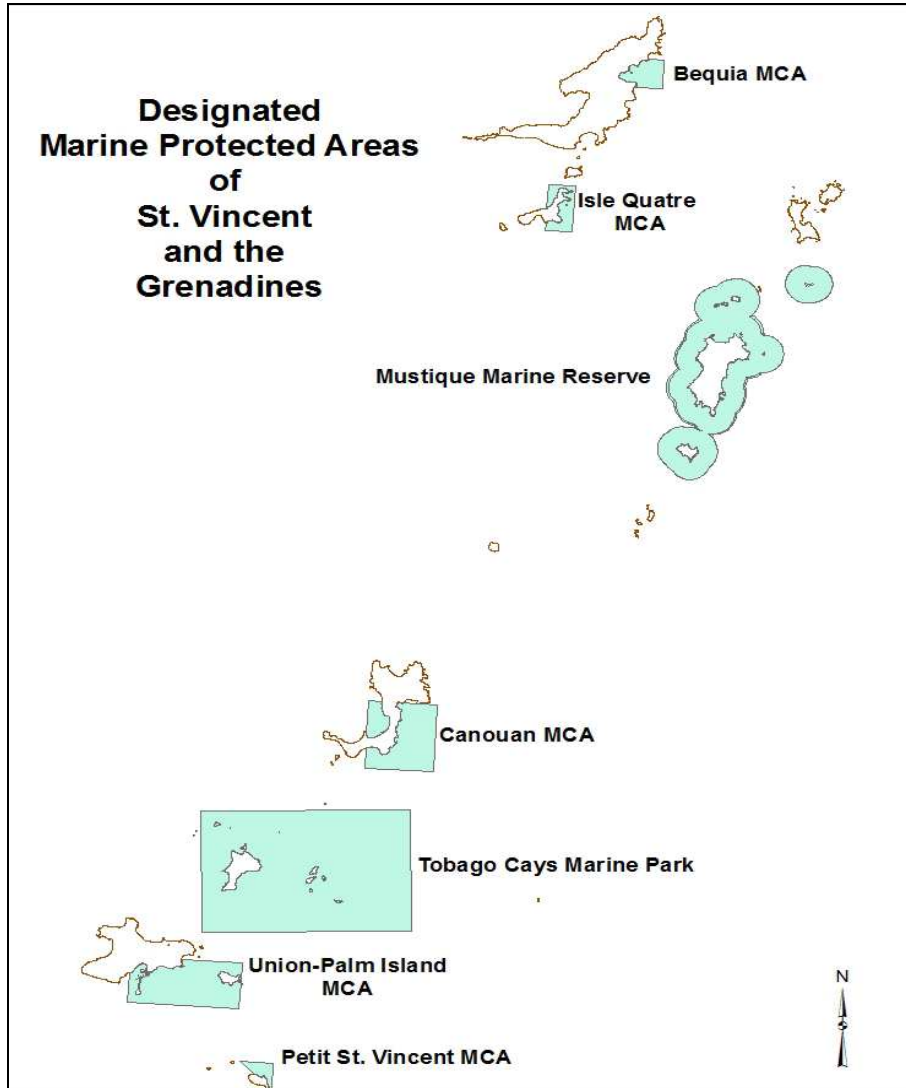 Designated
Marine Protected Areas
of
St. Vincent
and the
Grenadines
Bequia MCA
Isle Quatre
MCA
Mustique Marine Reserve
Canouan MCA
Tobago Cays Marine Park
Union-Palm Island
MCA
N
Petit St. Vincent MCA